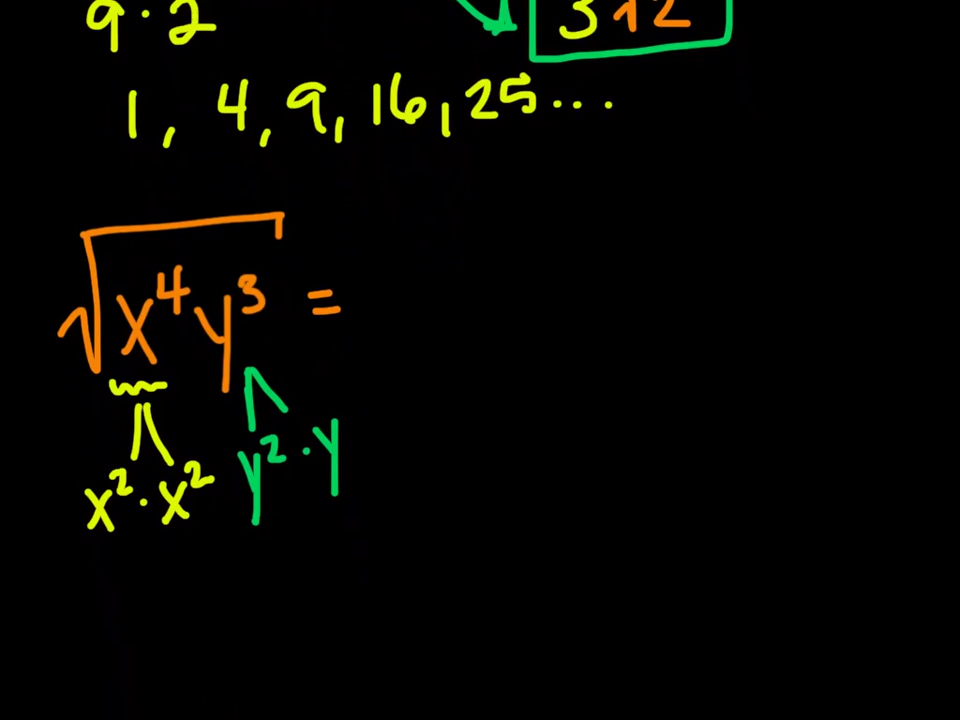 9 · 2
3√2
1, 4, 9, 16, 25...
√x⁴y³ =
x² · x² y² · y